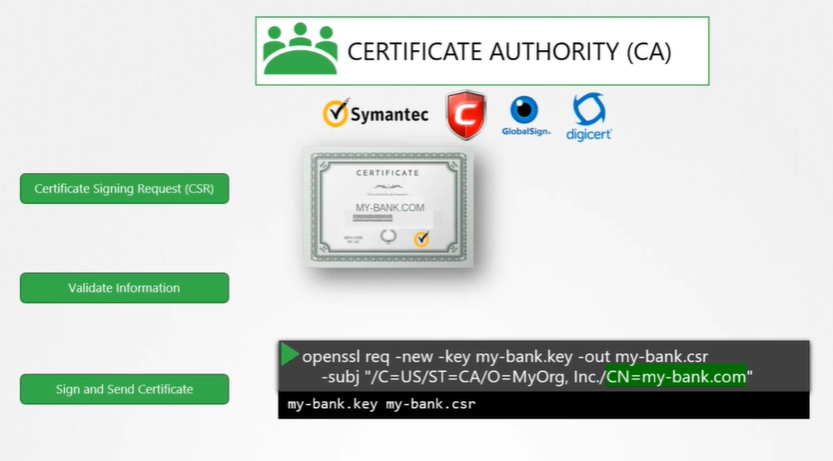 CERTIFICATE AUTHORITY (CA)
Symantec
C
GlobalSign.
digicert
Certificate Signing Request (CSR)
CERTIFICATE
MY-BANK.COM
Validate Information
openssl req -new -key my-bank.key -out my-bank.csr
-subj "/C=US/ST=CA/O=MyOrg, Inc./CN=my-bank.com"
Sign and Send Certificate
my-bank.key my-bank.csr